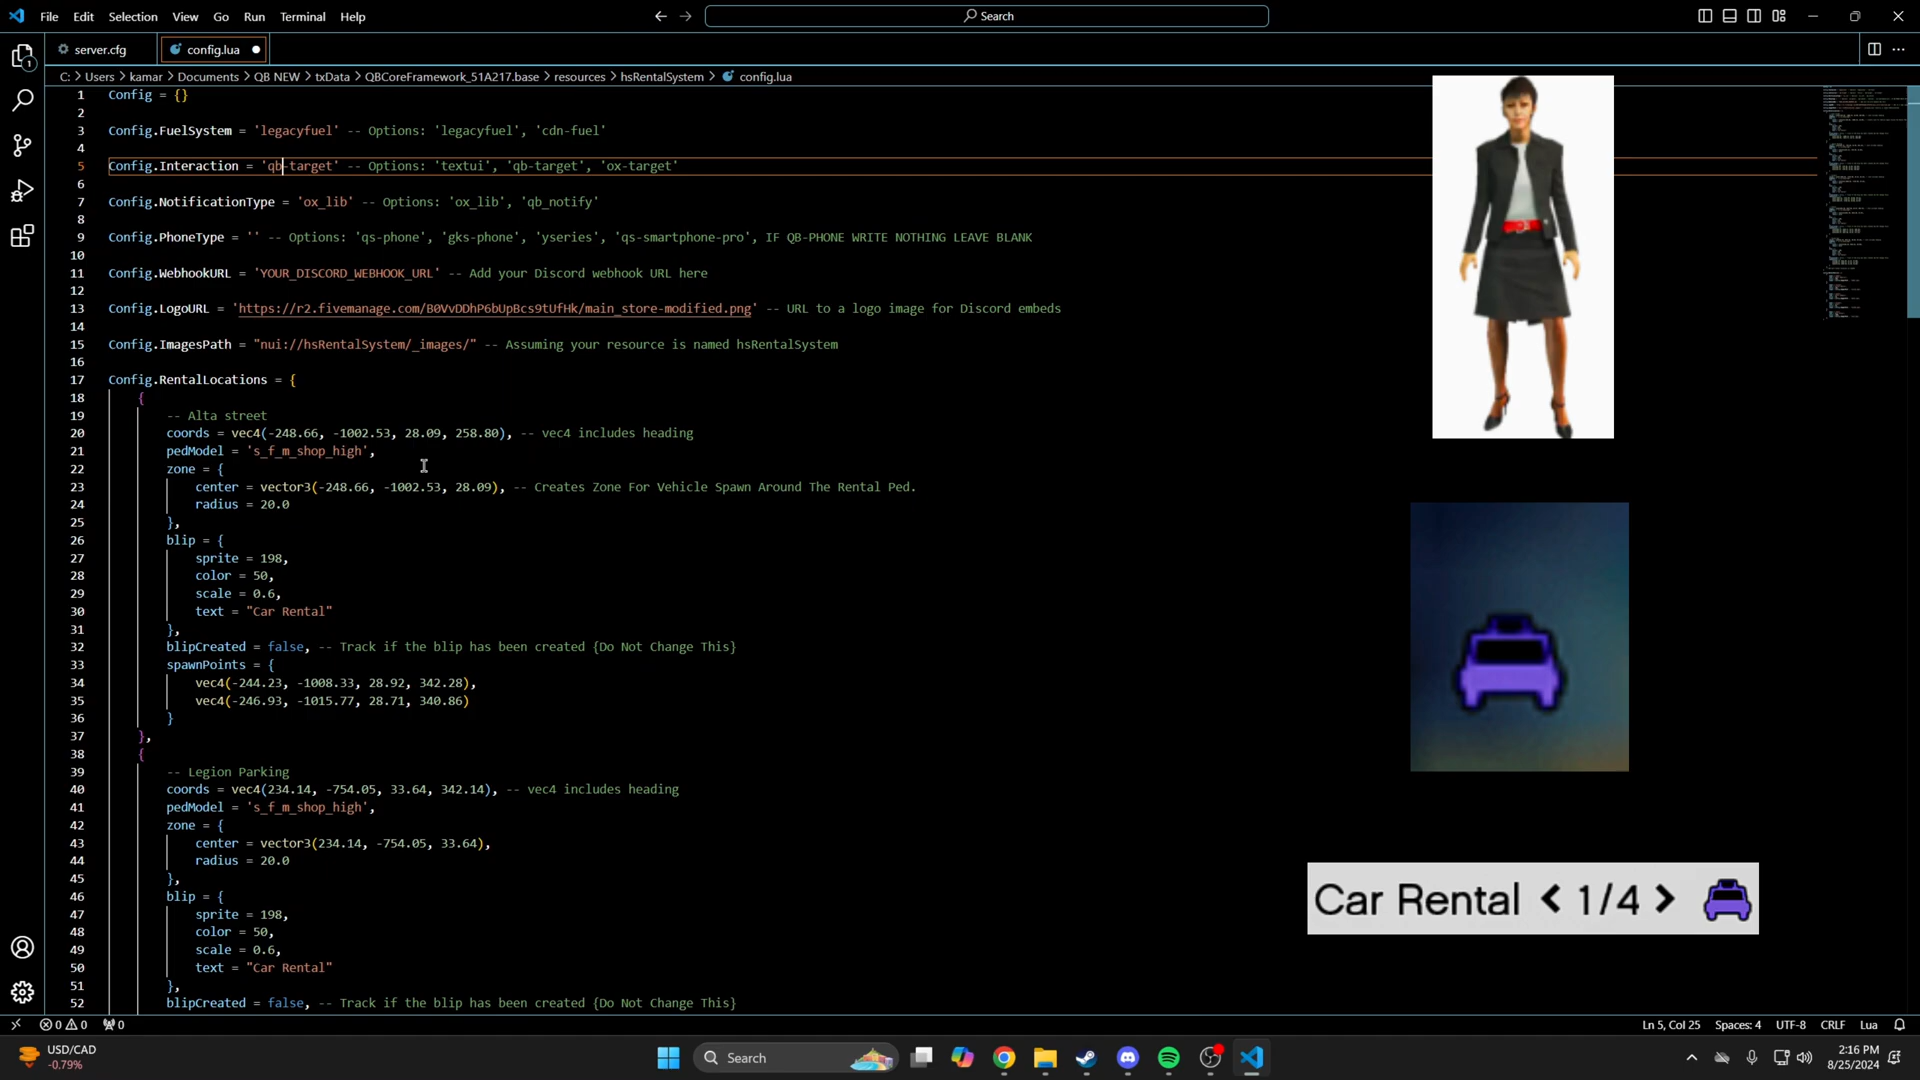 File Edit Selection View Go Run Terminal Help
Search
server.cfg
config.lua
C: > Users > kamar > Documents > QB NEW > txData > QBCoreFramework_51A217.base > resources > hsRentalSystem > config.lua
1 Config = {}
2
3 Config.FuelSystem = 'legacyfuel' -- Options: 'legacyfuel', 'cdn-fuel'
4
5 Config.Interaction = 'qb-target' -- Options: 'textui', 'qb-target', 'ox-target'
6
7 Config.NotificationType = 'ox_lib' -- Options: 'ox_lib', 'qb_notify'
8
9 Config.PhoneType = '' -- Options: 'qs-phone', 'gks-phone', 'yseries', 'qs-smartphone-pro', IF QB-PHONE WRITE NOTHING LEAVE BLANK
10
11 Config.WebhookURL = 'YOUR_DISCORD_WEBHOOK_URL' -- Add your Discord webhook URL here
12
13 Config.LogoURL = 'https://r2.fivemanage.com/B0VvDDhP6bUpBcs9tUfHk/main_store-modified.png' -- URL to a logo image for Discord embeds
14
15 Config.ImagesPath = "nui://hsRentalSystem/_images/" -- Assuming your resource is named hsRentalSystem
16
17 Config.RentalLocations = {
18 {
19 -- Alta street
20 coords = vec4(-248.66, -1002.53, 28.09, 258.80), -- vec4 includes heading
21 pedModel = 's_f_m_shop_high',
22 zone = {
23 center = vector3(-248.66, -1002.53, 28.09), -- Creates Zone For Vehicle Spawn Around The Rental Ped.
24 radius = 20.0
25 },
26 blip = {
27 sprite = 198,
28 color = 50,
29 scale = 0.6,
30 text = "Car Rental"
31 },
32 blipCreated = false, -- Track if the blip has been created {Do Not Change This}
33 spawnPoints = {
34 vec4(-244.23, -1008.33, 28.92, 342.28),
35 vec4(-246.93, -1015.77, 28.71, 340.86)
36 }
37 },
38 {
39 -- Legion Parking
40 coords = vec4(234.14, -754.05, 33.64, 342.14), -- vec4 includes heading
41 pedModel = 's_f_m_shop_high',
42 zone = {
43 center = vector3(234.14, -754.05, 33.64),
44 radius = 20.0
45 },
46 blip = {
47 sprite = 198,
48 color = 50,
49 scale = 0.6,
50 text = "Car Rental"
51 },
52 blipCreated = false, -- Track if the blip has been created {Do Not Change This}
Car Rental < 1/4 >
0 0 0
Ln 5, Col 25 Spaces: 4 UTF-8 CRLF Lua
USD/CAD
-0.79%
Search
2:16 PM
8/25/2024